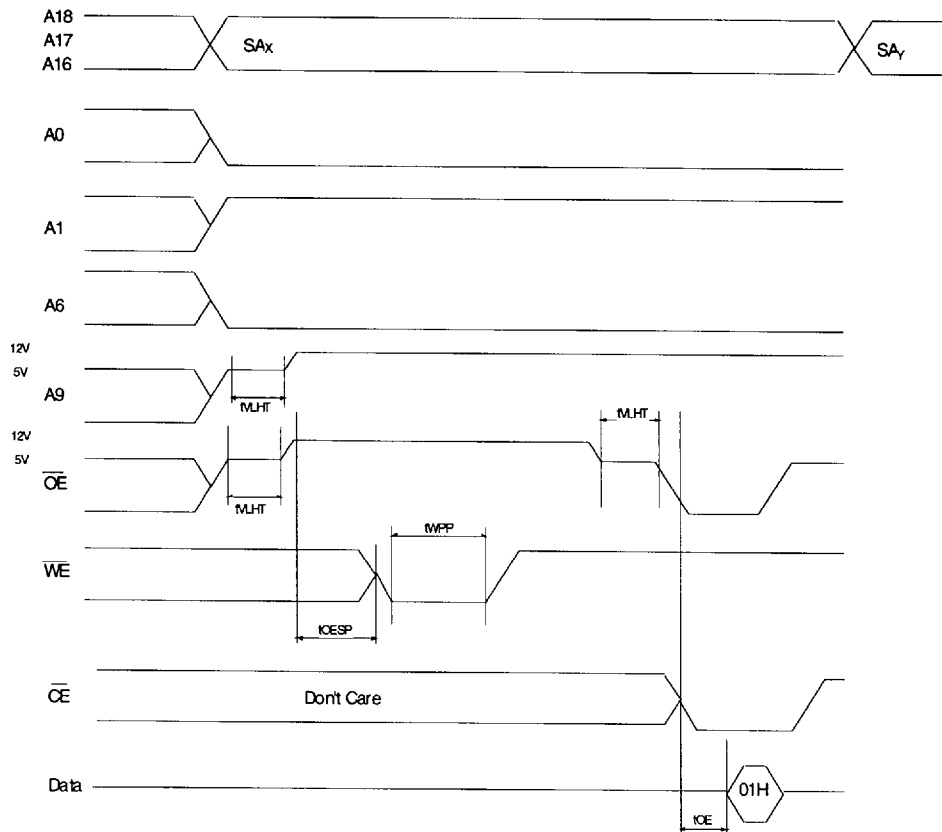 A18
A17
A16
SAX
SAY
A0
A1
A6
12V
5V
A9
tVLHT
tVLHT
12V
5V
OE
tVLHT
tWPP
WE
tOESP
CE
Don't Care
Data
01H
tOE